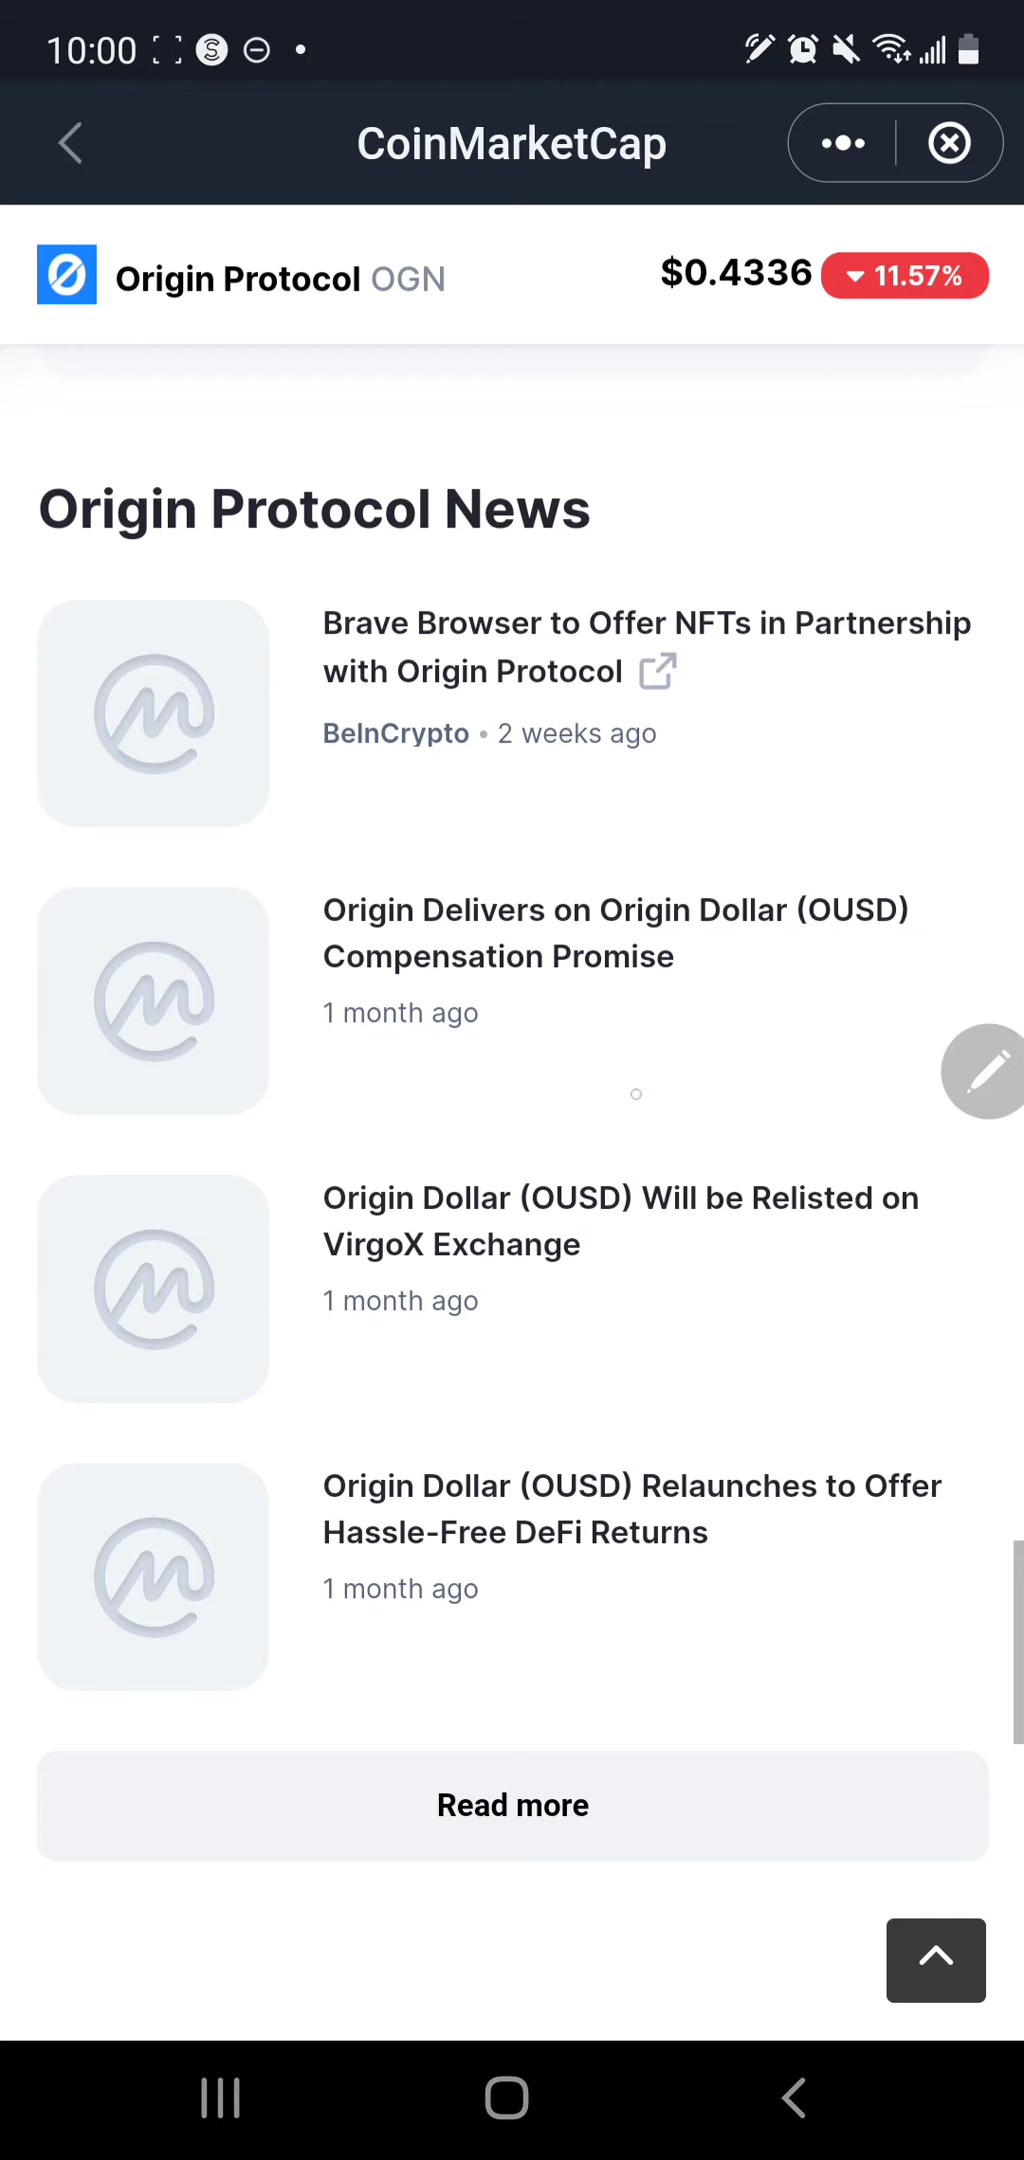 10:00
CoinMarketCap
Origin Protocol OGN
$0.4336
11.57%
Origin Protocol News
Brave Browser to Offer NFTs in Partnership
with Origin Protocol
BeInCrypto • 2 weeks ago
Origin Delivers on Origin Dollar (OUSD)
Compensation Promise
1 month ago
Origin Dollar (OUSD) Will be Relisted on
VirgoX Exchange
1 month ago
Origin Dollar (OUSD) Relaunches to Offer
Hassle-Free DeFi Returns
1 month ago
Read more